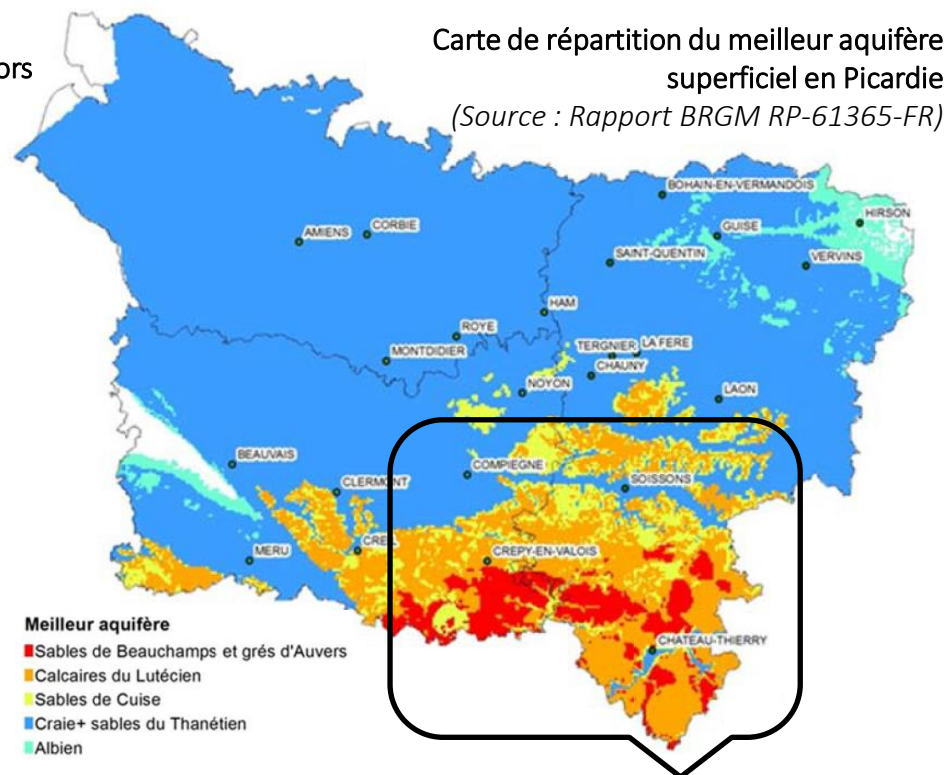 ors
Carte de répartition du meilleur aquifère
superficiel en Picardie
(Source : Rapport BRGM RP-61365-FR)
BOHAIN-EN-VERMANDOIS
HIRSON
AMIENS
CORBIE
GUISE
SAINT-QUENTIN
VERVINS
HAM
ROYE
MONTDIDIER
TERGNIER
LA FERE
CHAUNY
NOYON
LAON
BEAUVAIS
COMPIEGNE
CLERMONT
SOISSONS
MERU
CREIL
CREPY-EN-VALOIS
CHATEAU-THIERRY
Meilleur aquifère
Sables de Beauchamps et grés d'Auvers
Calcaires du Lutécien
Sables de Cuise
Craie+ sables du Thanétien
Albien